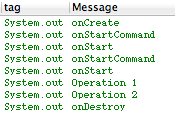 tag Message
System.out onCreate
System.out onStartCommand
System.out onStart
System.out onStartCommand
System.out onStart
System.out Operation 1
System.out Operation 2
System.out onDestroy